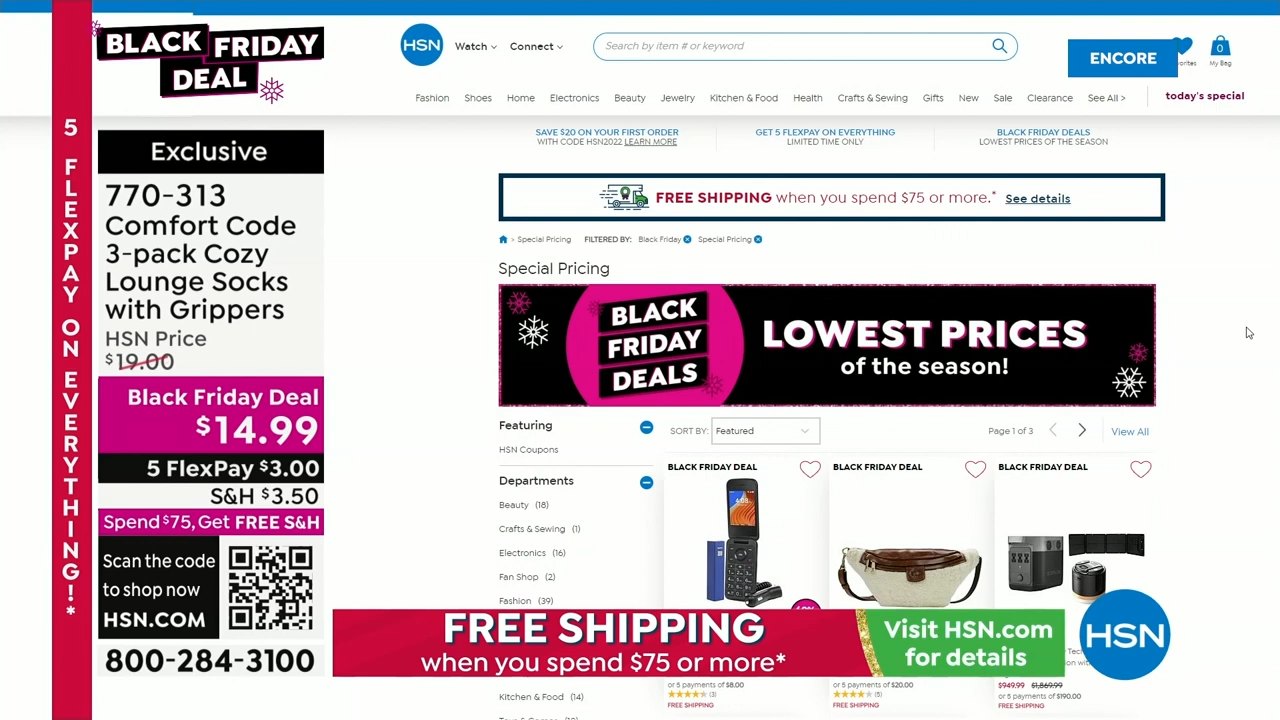 BLACK FRIDAY
DEAL
5 FLEXPAY ON EVERYTHING!*
Exclusive
770-313
Comfort Code
3-pack Cozy
Lounge Socks
with Grippers
HSN Price
$19.00
Black Friday Deal
$14.99
5 FlexPay $3.00
S&H $3.50
Spend $75, Get FREE S&H
Scan the code
to shop now
HSN.COM
800-284-3100
HSN
Watch
Connect
Search by item # or keyword
ENCORE
0
My Bag
Fashion Shoes Home Electronics Beauty Jewelry Kitchen & Food Health Crafts & Sewing Gifts New Sale Clearance See All >
today's special
SAVE $20 ON YOUR FIRST ORDER
WITH CODE HSN2022 LEARN MORE
GET 5 FLEXPAY ON EVERYTHING
LIMITED TIME ONLY
BLACK FRIDAY DEALS
LOWEST PRICES OF THE SEASON
FREE SHIPPING when you spend $75 or more.* See details
> Special Pricing FILTERED BY: Black Friday Special Pricing
Special Pricing
BLACK
FRIDAY
DEALS
LOWEST PRICES
of the season!
Featuring
HSN Coupons
Departments
Beauty (18)
Crafts & Sewing (1)
Electronics (16)
Fan Shop (2)
Fashion (39)
Kitchen & Food (14)
SORT BY: Featured
Page 1 of 3
View All
BLACK FRIDAY DEAL
4:08
or 5 payments of $8.00
(3)
FREE SHIPPING
BLACK FRIDAY DEAL
or 5 payments of $20.00
(5)
FREE SHIPPING
BLACK FRIDAY DEAL
$949.99 $1,869.99
or 5 payments of $190.00
FREE SHIPPING
FREE SHIPPING
when you spend $75 or more*
Visit HSN.com
for details
HSN